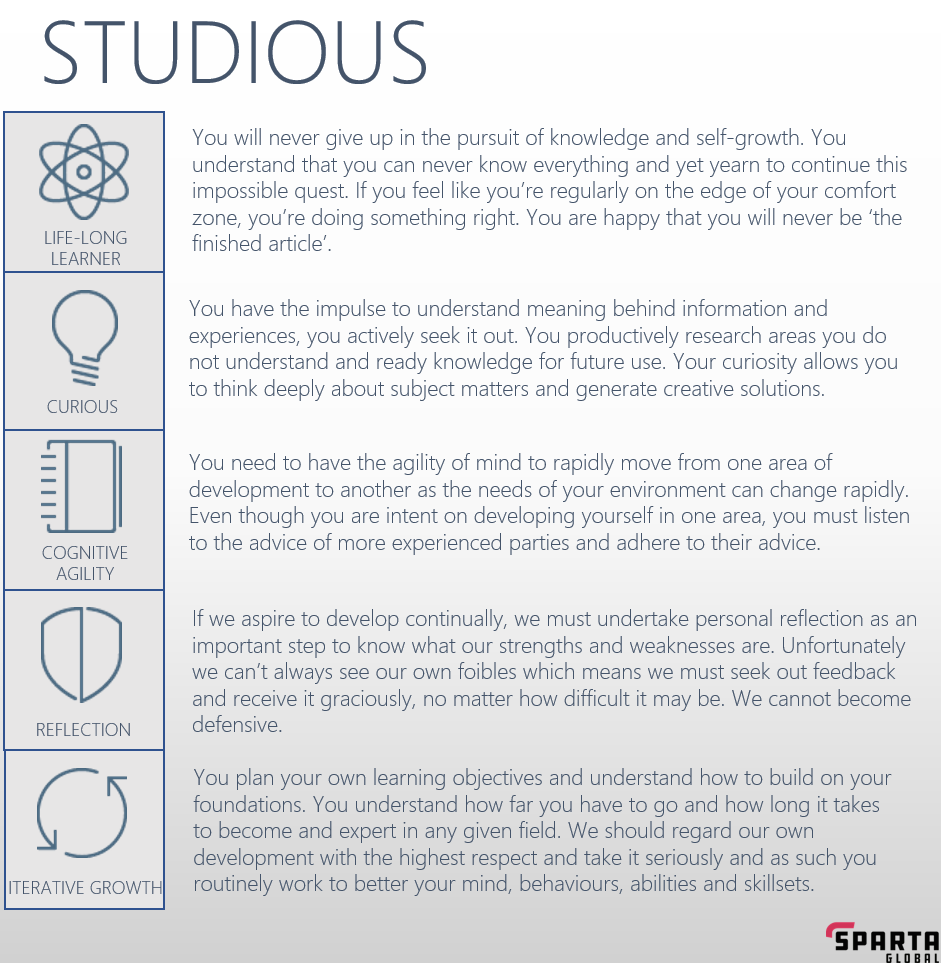 STUDIOUS
LIFE-LONG
LEARNER
You will never give up in the pursuit of knowledge and self-growth. You
understand that you can never know everything and yet yearn to continue this
impossible quest. If you feel like you’re regularly on the edge of your comfort
zone, you’re doing something right. You are happy that you will never be ‘the
finished article’.
CURIOUS
You have the impulse to understand meaning behind information and
experiences, you actively seek it out. You productively research areas you do
not understand and ready knowledge for future use. Your curiosity allows you
to think deeply about subject matters and generate creative solutions.
COGNITIVE
AGILITY
You need to have the agility of mind to rapidly move from one area of
development to another as the needs of your environment can change rapidly.
Even though you are intent on developing yourself in one area, you must listen
to the advice of more experienced parties and adhere to their advice.
REFLECTION
If we aspire to develop continually, we must undertake personal reflection as an
important step to know what our strengths and weaknesses are. Unfortunately
we can’t always see our own foibles which means we must seek out feedback
and receive it graciously, no matter how difficult it may be. We cannot become
defensive.
ITERATIVE GROWTH
You plan your own learning objectives and understand how to build on your
foundations. You understand how far you have to go and how long it takes
to become and expert in any given field. We should regard our own
development with the highest respect and take it seriously and as such you
routinely work to better your mind, behaviours, abilities and skillsets.
SPARTA
GLOBAL